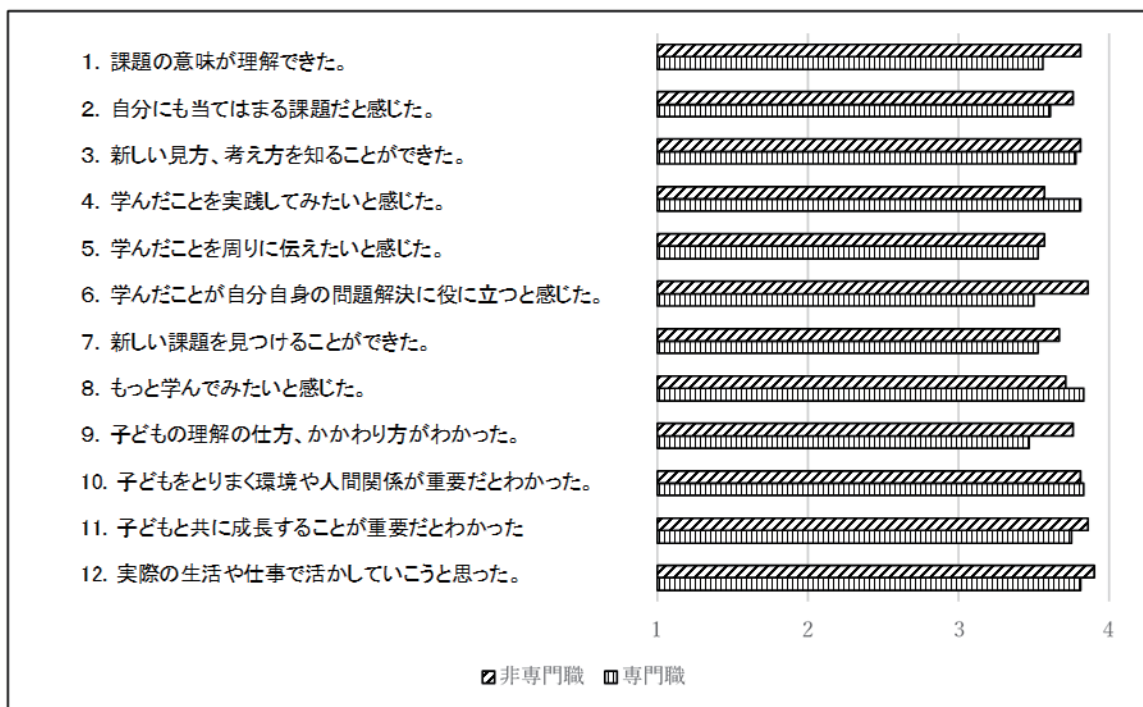 1. 課題の意味が理解できた。
2. 自分にも当てはまる課題だと感じた。
3. 新しい見方、考え方を知ることができた。
4. 学んだことを実践してみたいと感じた。
5. 学んだことを周りに伝えたいと感じた。
6. 学んだことが自分自身の問題解決に役に立つと感じた。
7. 新しい課題を見つけることができた。
8. もっと学んでみたいと感じた。
9. 子どもの理解の仕方、かかわり方がわかった。
10. 子どもをとりまく環境や人間関係が重要だとわかった。
11. 子どもと共に成長することが重要だとわかった
12. 実際の生活や仕事で活かしていこうと思った。
1 2 3 4
非専門職 専門職